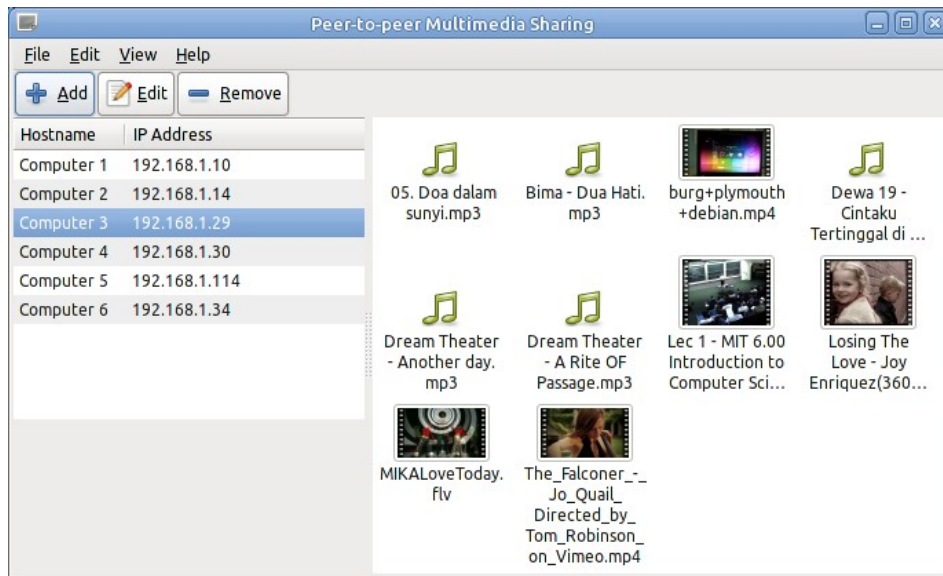 Peer-to-peer Multimedia Sharing
File Edit View Help
Add Edit Remove
Hostname IP Address
Computer 1 192.168.1.10
Computer 2 192.168.1.14
Computer 3 192.168.1.29
Computer 4 192.168.1.30
Computer 5 192.168.1.114
Computer 6 192.168.1.34
05. Doa dalam
sunyi.mp3
Bima - Dua Hati.
mp3
burg+plymouth
+debian.mp4
Dewa 19 -
Cintaku
Tertinggal di ...
Dream Theater
- Another day.
mp3
Dream Theater
- A Rite OF
Passage.mp3
Lec 1 - MIT 6.00
Introduction to
Computer Sci...
Losing The
Love - Joy
Enriquez(360...
MIKALoveToday.
flv
The_Falconer_-_
Jo_Quail_
Directed_by_
Tom_Robinson_
on_Vimeo.mp4